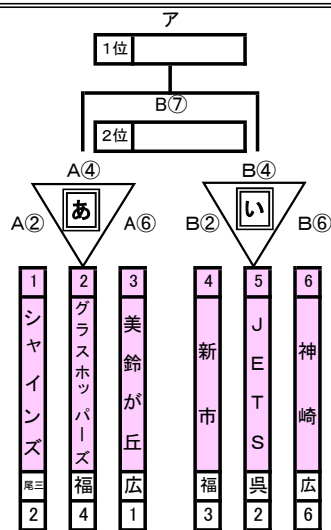 ア
1位
B⑦
2位
A④ B④
あ い
A② A⑥ B② B⑥
1 2 3 4 5 6
シャインズ
グラスホッパーズ
美鈴が丘
新市
JETS
神崎
尾三 福 広 福 呉 広
2 4 1 3 2 6